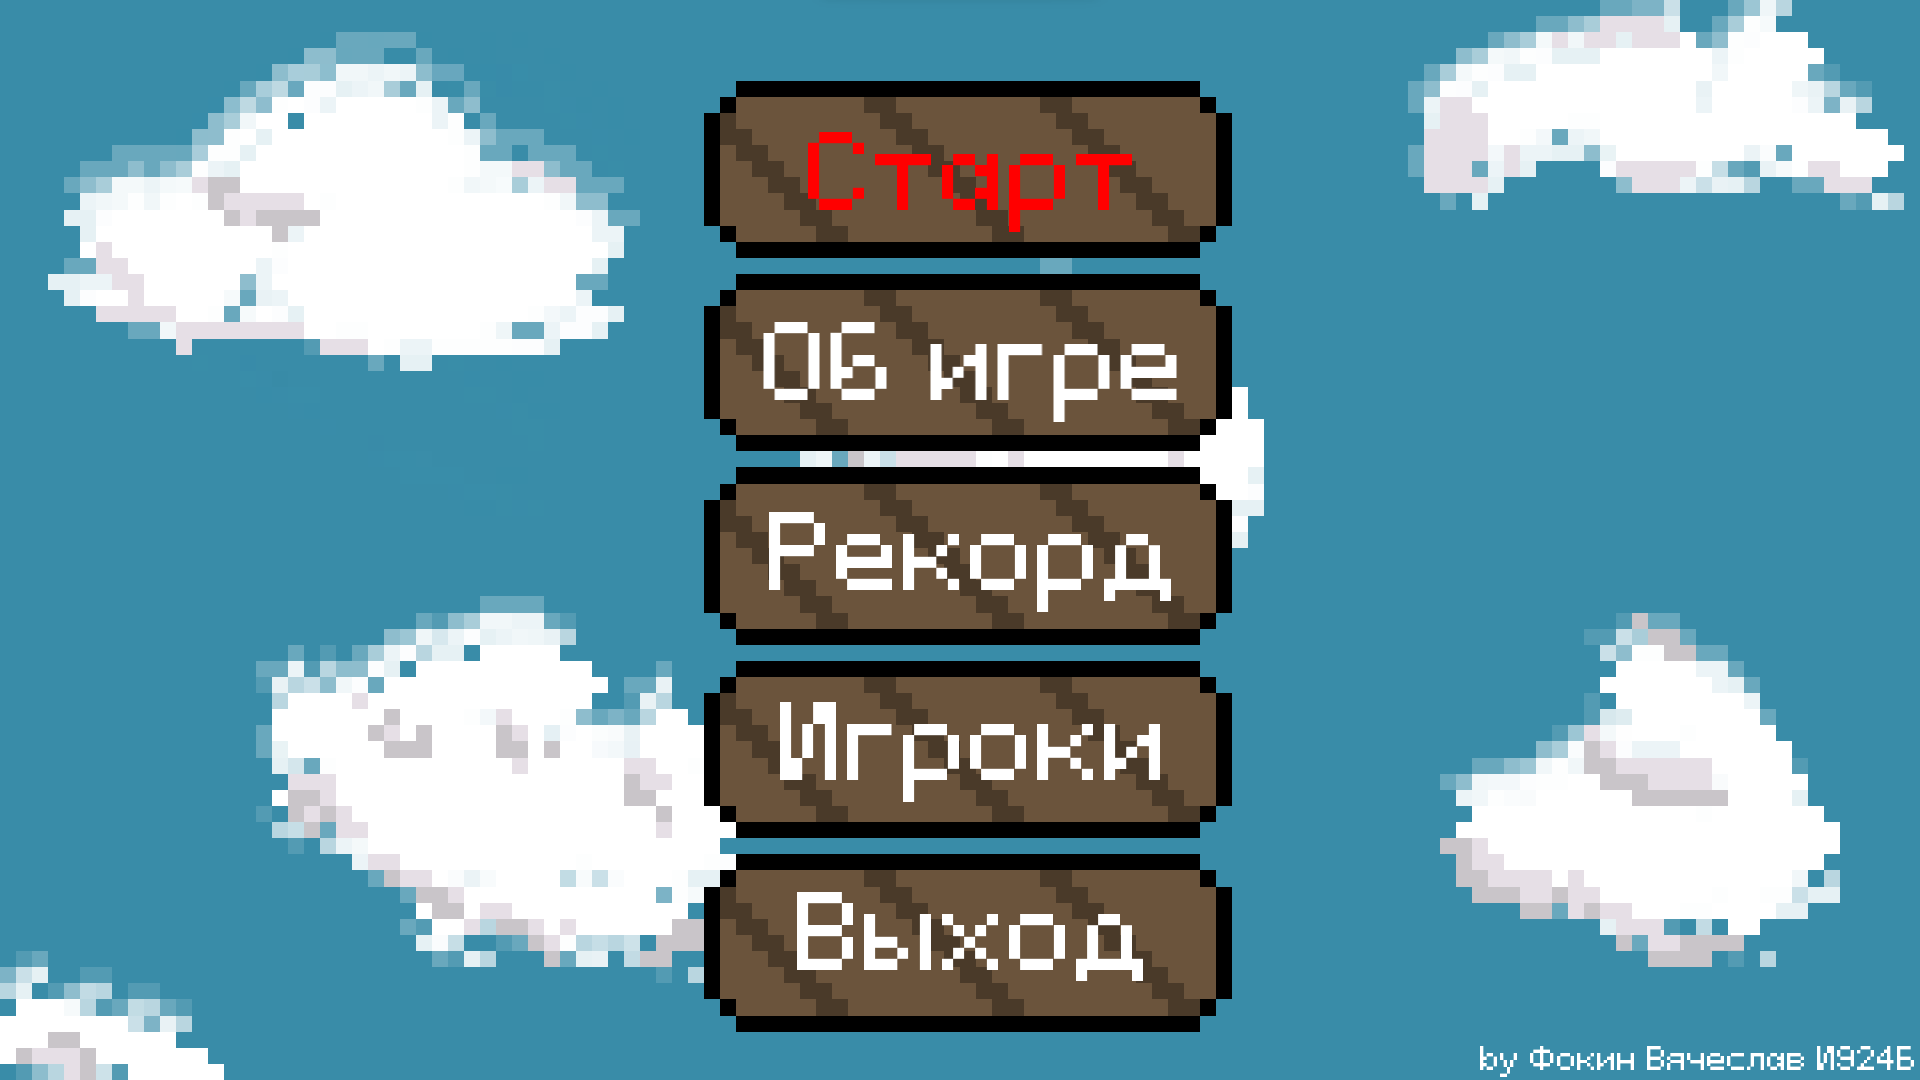 Старт
Об игре
Рекорд
Игроки
Выход
by Фокин Вячеслав И924Б